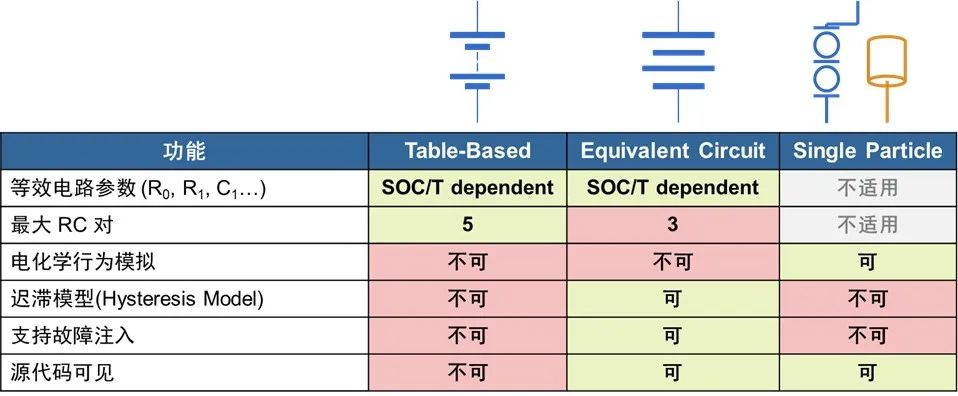 功能 Table-Based Equivalent Circuit Single Particle
等效电路参数 (R0, R1, C1…) SOC/T dependent SOC/T dependent 不适用
最大 RC 对 5 3 不适用
电化学行为模拟 不可 不可 可
迟滞模型(Hysteresis Model) 不可 可 不可
支持故障注入 不可 可 不可
源代码可见 不可 可 可